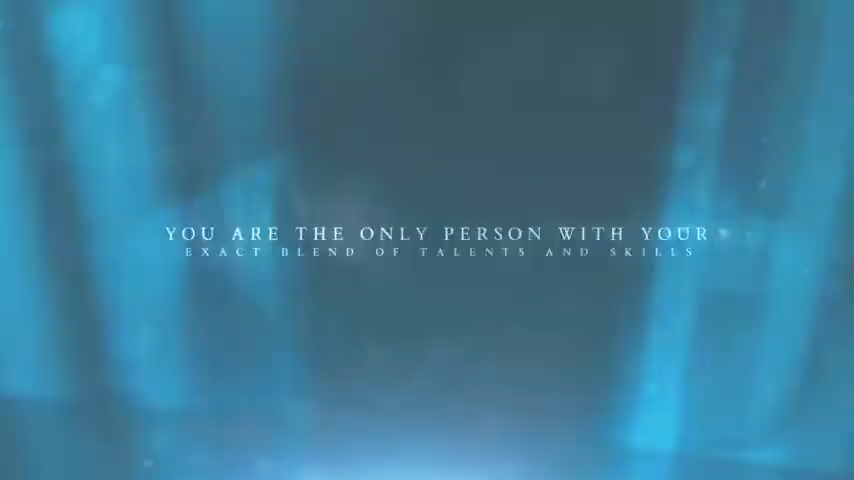 YOU ARE THE ONLY PERSON WITH YOUR
EXACT BLEND OF TALENTS AND SKILLS